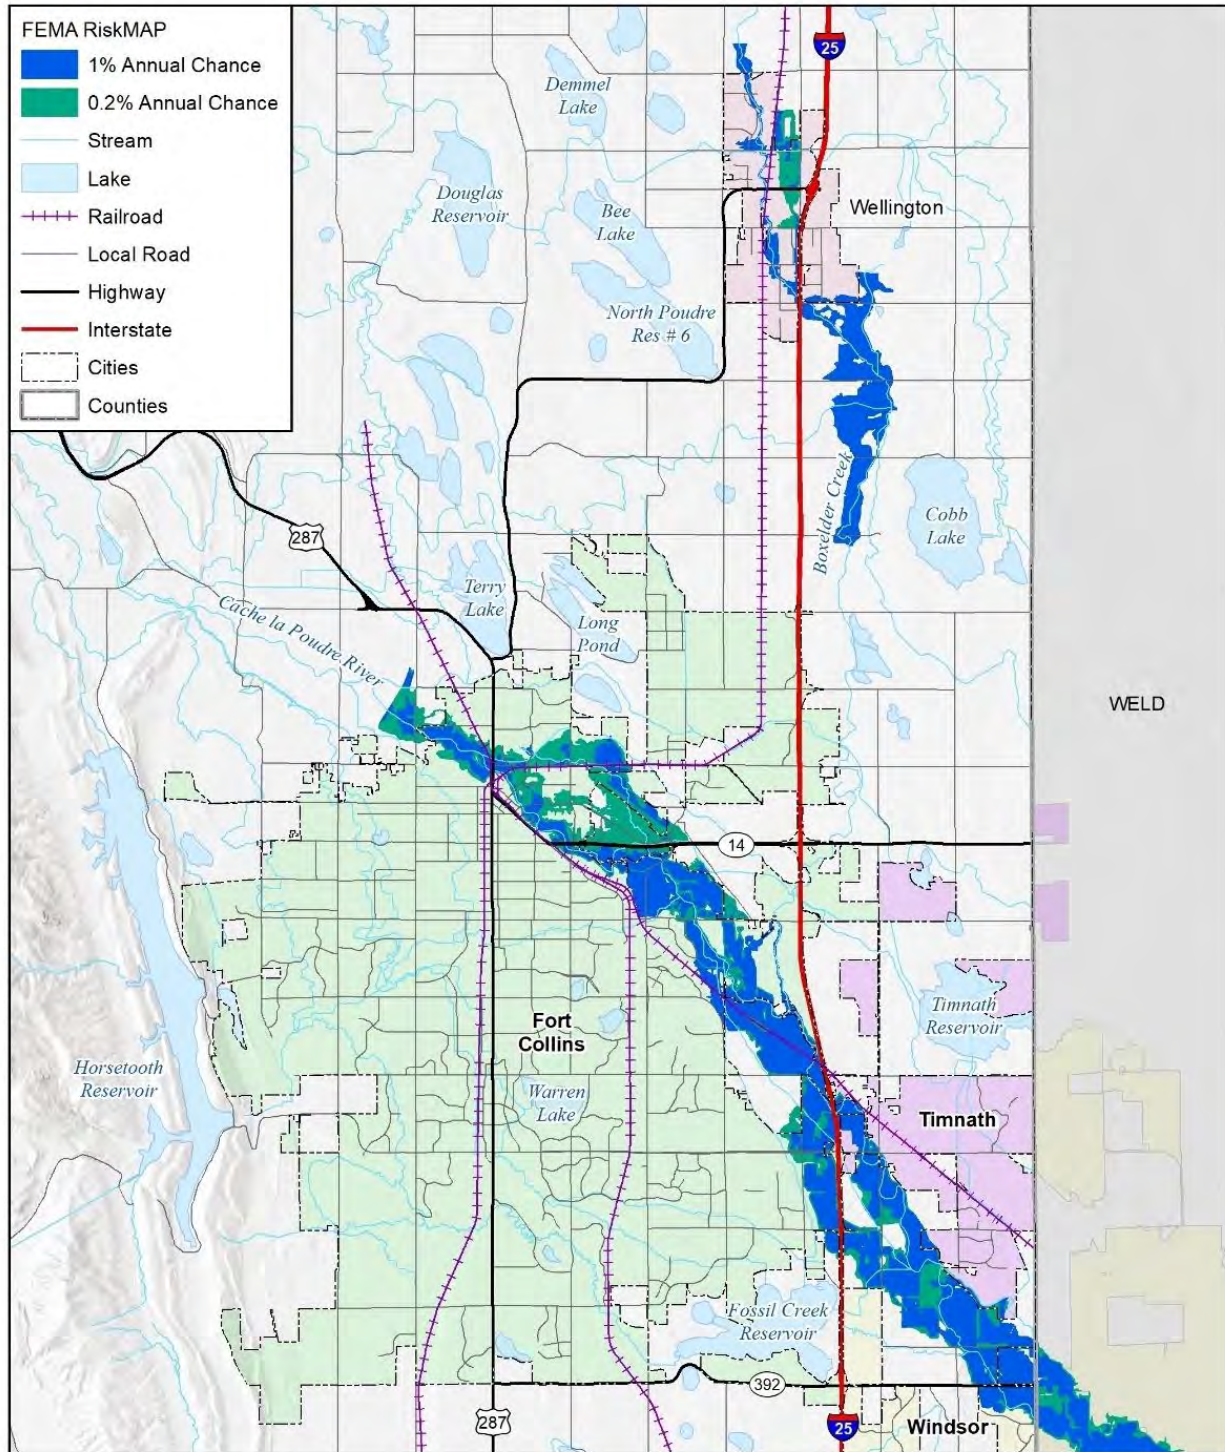 FEMA RiskMAP
1% Annual Chance
0.2% Annual Chance
Stream
Lake
Railroad
Local Road
Highway
Interstate
Cities
Counties
25
Demmel
Lake
Douglas
Reservoir
Bee
Lake
Wellington
North Poudre
Res # 6
Boxelder Creek
Cobb
Lake
287
Terry
Lake
Cache la Poudre River
Long
Pond
WELD
14
Fort
Collins
Timnath
Reservoir
Horsetooth
Reservoir
Warren
Lake
Timnath
Fossil Creek
Reservoir
392
287
25
Windsor